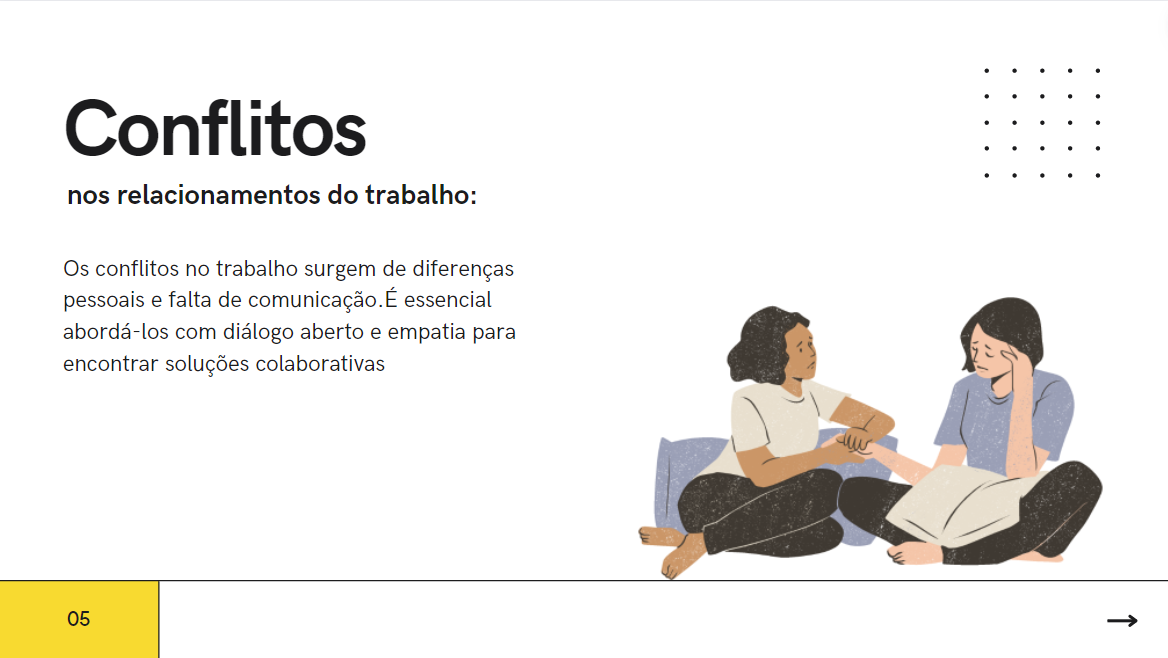 Conflitos
nos relacionamentos do trabalho:
Os conflitos no trabalho surgem de diferenças
pessoais e falta de comunicação.É essencial
abordá-los com diálogo aberto e empatia para
encontrar soluções colaborativas
05